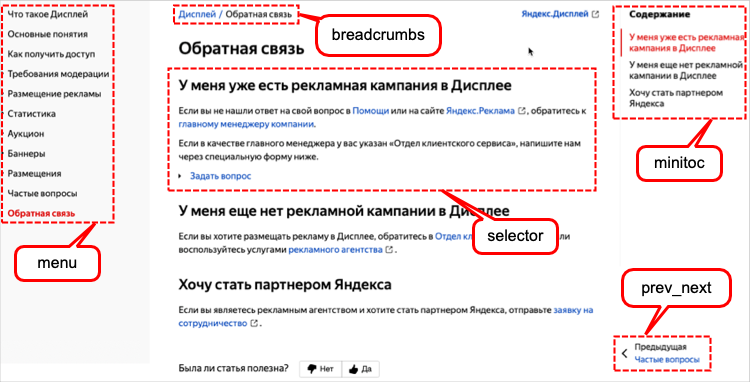 Что такое Дисплей
Основные понятия
Как получить доступ
Требования модерации
Размещение рекламы
Статистика
Аукцион
Баннеры
Размещения
Частые вопросы
Обратная связь
menu
Дисплей / Обратная связь
breadcrumbs
Яндекс.Дисплей
Обратная связь
У меня уже есть рекламная кампания в Дисплее
Если вы не нашли ответ на свой вопрос в Помощи или на сайте Яндекс.Реклама, обратитесь к
главному менеджеру компании.
Если в качестве главного менеджера у вас указан «Отдел клиентского сервиса», напишите нам
через специальную форму ниже.
Задать вопрос
selector
У меня еще нет рекламной кампании в Дисплее
Если вы хотите размещать рекламу в Дисплее, обратитесь в Отдел или
воспользуйтесь услугами рекламного агентства.
Хочу стать партнером Яндекса
Если вы являетесь рекламным агентством и хотите стать партнером Яндекса, отправьте заявку на
сотрудничество.
Была ли статья полезна? Нет Да
Содержание
У меня уже есть рекламная
кампания в Дисплее
У меня еще нет рекламной
кампании в Дисплее
Хочу стать партнером
Яндекса
minitoc
prev_next
Предыдущая
Частые вопросы